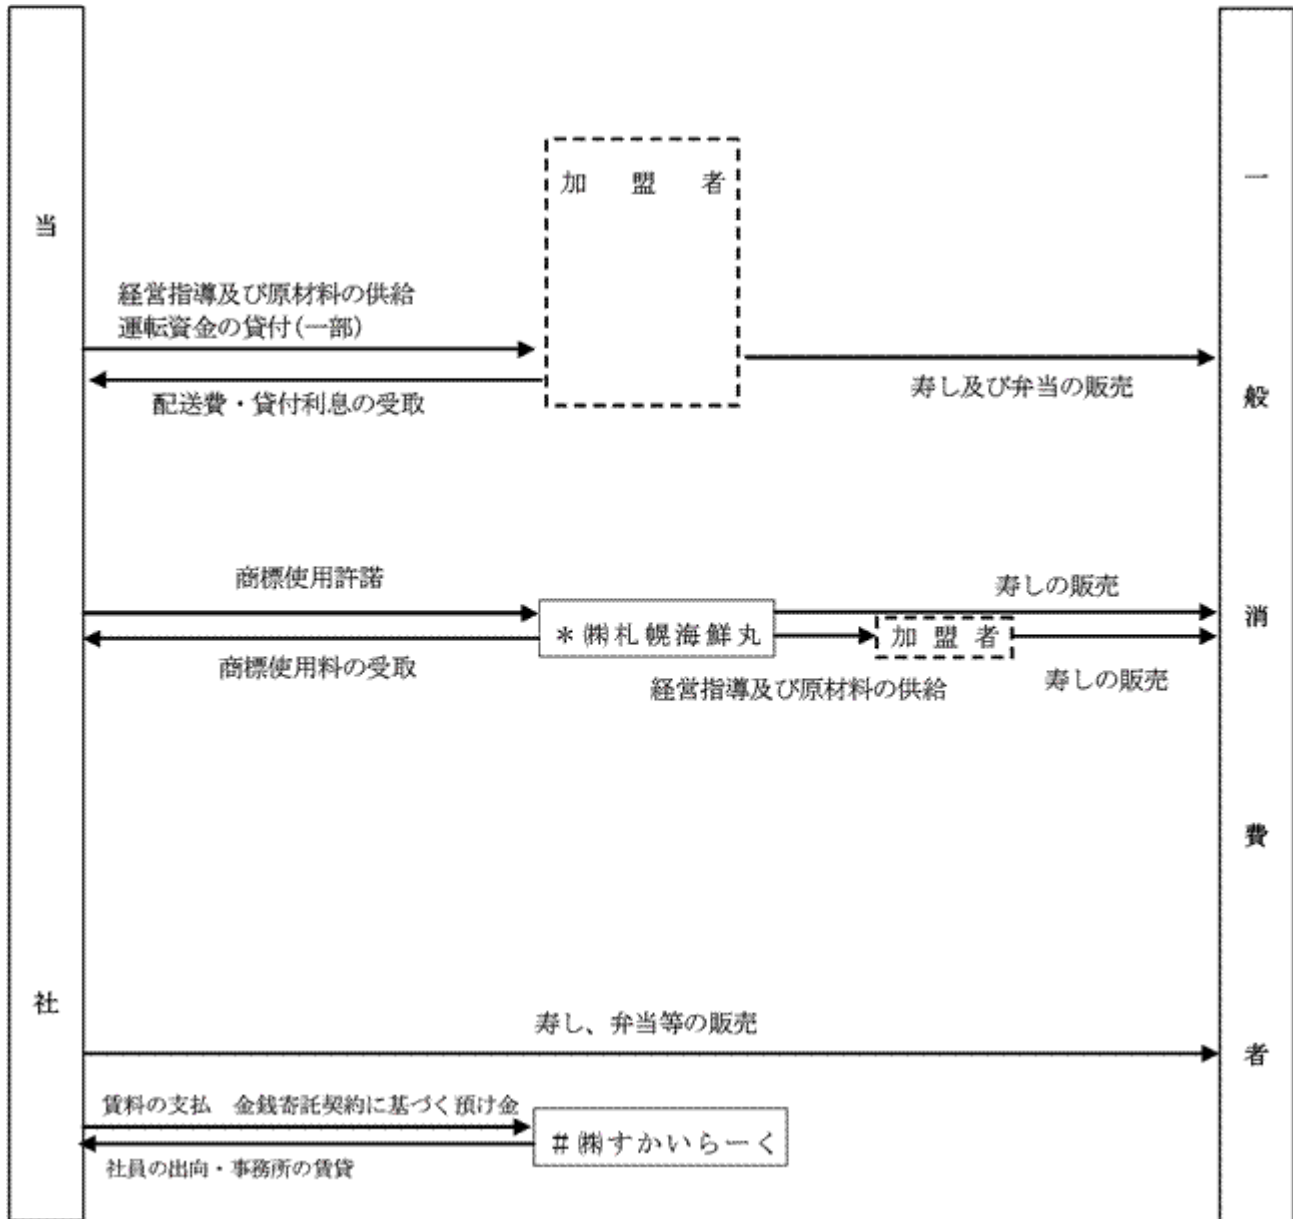 当社
加盟者
経営指導及び原材料の供給
運転資金の貸付(一部)
配送費・貸付利息の受取
寿し及び弁当の販売
商標使用許諾
商標使用料の受取
*㈱札幌海鮮丸
寿しの販売
加盟者
経営指導及び原材料の供給
寿しの販売
寿し、弁当等の販売
賃料の支払 金銭寄託契約に基づく預け金
#㈱すかいらーく
社員の出向・事務所の賃貸
一般消費者